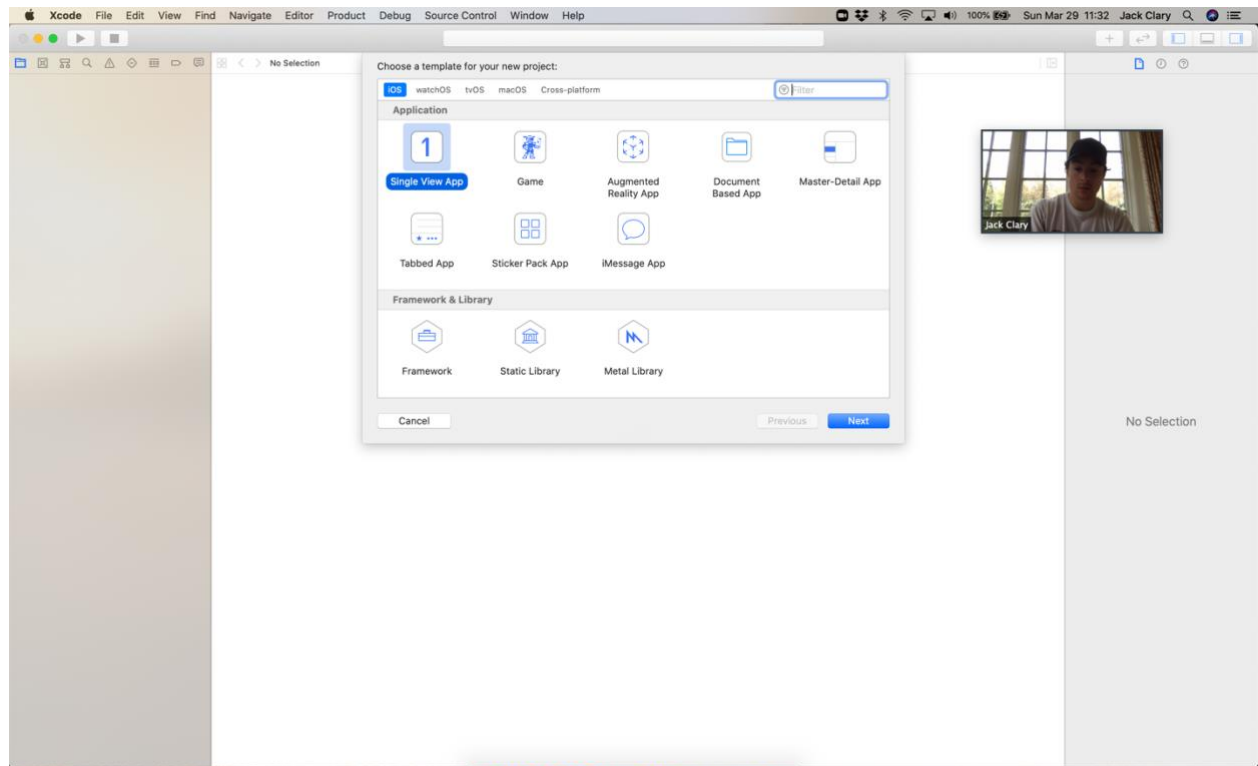 Xcode File Edit View Find Navigate Editor Product Debug Source Control Window Help 100% Sun Mar 29 11:32 Jack Clary
No Selection
Choose a template for your new project:
iOS watchOS tvOS macOS Cross-platform Filter
Application
1
Single View App Game Augmented Reality App Document Based App Master-Detail App
Jack Clary
Tabbed App Sticker Pack App iMessage App
Framework & Library
Framework Static Library Metal Library
Cancel Previous Next
No Selection